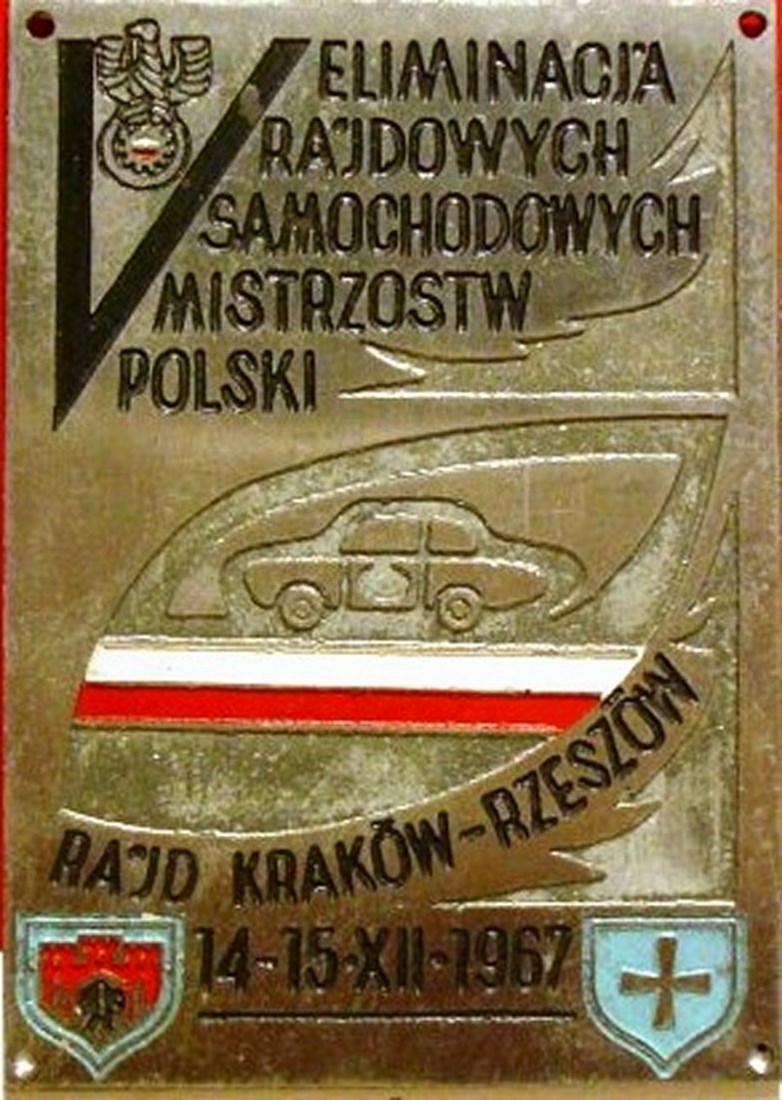 V ELIMINACJA
RAJDOWYCH
SAMOCHODOWYCH
MISTRZOSTW
POLSKI
RAJD KRAKÓW-RZESZÓW
14-15·XII·1967